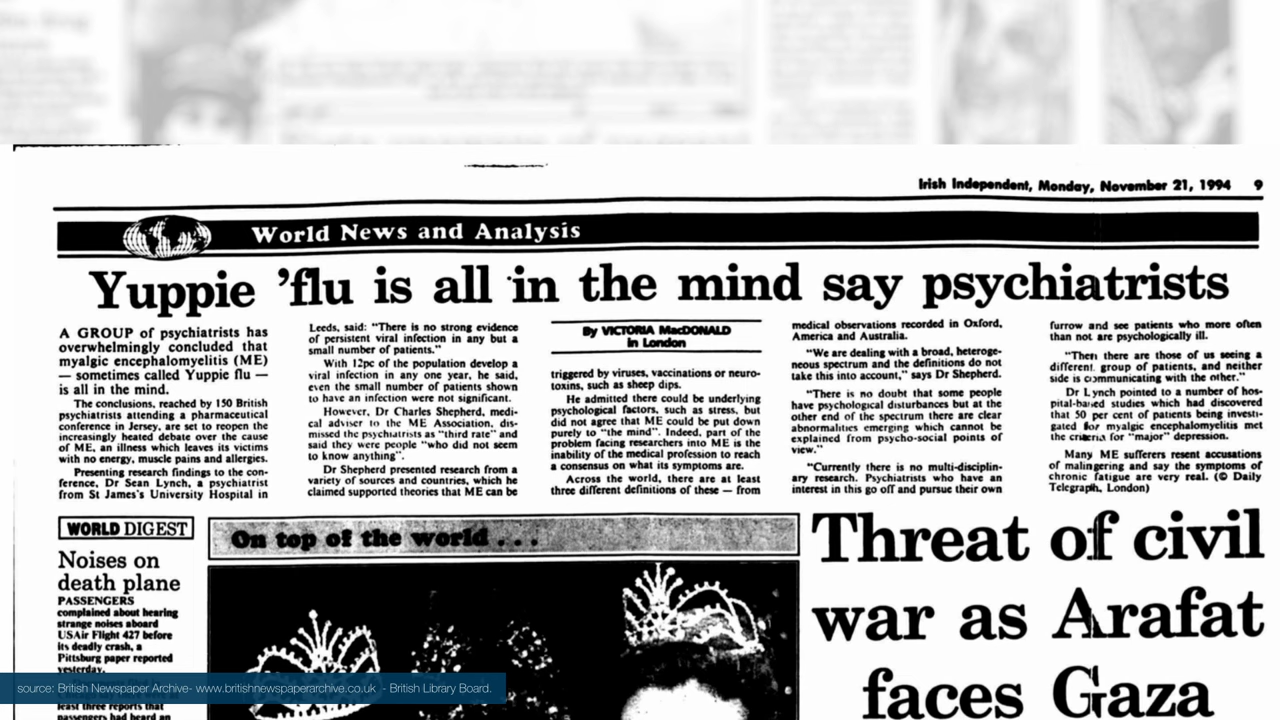 Irish Independent, Monday, November 21, 1994 9
World News and Analysis
Yuppie 'flu is all in the mind say psychiatrists
A GROUP of psychiatrists has
overwhelmingly concluded that
myalgic encephalomyelitis (ME)
— sometimes called Yuppie flu —
is all in the mind.
The conclusions, reached by 150 British
psychiatrists attending a pharmaceutical
conference in Jersey, are set to reopen the
increasingly heated debate over the cause
of ME, an illness which leaves its victims
with no energy, muscle pains and allergies.
Presenting research findings to the con-
ference, Dr Sean Lynch, a psychiatrist
from St James's University Hospital in
Leeds, said: "There is no strong evidence
of persistent viral infection in any but a
small number of patients."
With 12pc of the population develop a
viral infection in any one year, he said,
even the small number of patients shown
to have an infection were not significant.
However, Dr Charles Shepherd, medi-
cal adviser to the ME Association, dis-
missed the psychiatrists as "third rate" and
said they were people "who did not seem
to know anything".
Dr Shepherd presented research from a
variety of sources and countries, which he
claimed supported theories that ME can be
By VICTORIA MacDONALD
in London
triggered by viruses, vaccinations or neuro-
toxins, such as sheep dips.
He admitted there could be underlying
psychological factors, such as stress, but
did not agree that ME could be put down
purely to "the mind". Indeed, part of the
problem facing researchers into ME is the
inability of the medical profession to reach
a consensus on what its symptoms are.
Across the world, there are at least
three different definitions of these — from
medical observations recorded in Oxford,
America and Australia.
"We are dealing with a broad, heteroge-
neous spectrum and the definitions do not
take this into account," says Dr Shepherd.
"There is no doubt that some people
have psychological disturbances but at the
other end of the spectrum there are clear
abnormalities emerging which cannot be
explained from psycho-social points of
view."
"Currently there is no multi-disciplin-
ary research. Psychiatrists who have an
interest in this go off and pursue their own
furrow and see patients who more often
than not are psychologically ill.
"Then there are those of us seeing a
different group of patients, and neither
side is communicating with the other."
Dr Lynch pointed to a number of hos-
pital-based studies which had discovered
that 50 per cent of patients being investi-
gated for myalgic encephalomyelitis met
the criteria for "major" depression.
Many ME sufferers resent accusations
of malingering and say the symptoms of
chronic fatigue are very real. (© Daily
Telegraph, London)
WORLD DIGEST
Noises on
death plane
PASSENGERS
complained about hearing
strange noises aboard
USAir Flight 427 before
its deadly crash, a
Pittsburg paper reported
yesterday.
least three reports that
passengers had heard an
On top of the world . . .
Threat of civil
war as Arafat
faces Gaza
source: British Newspaper Archive- www.britishnewspaperarchive.co.uk - British Library Board.